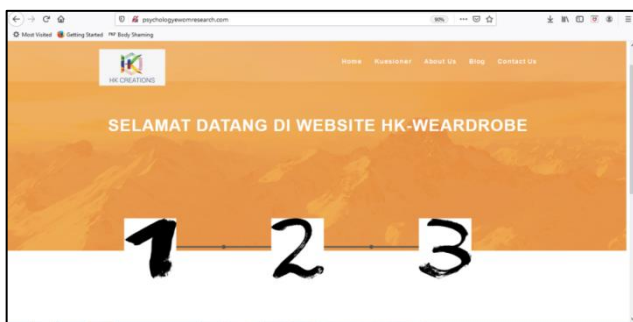 psychologyewomresearch.com
90%
Most Visited Getting Started Body Shaming
HK CREATIONS
Home Kuesioner About Us Blog Contact Us
SELAMAT DATANG DI WEBSITE HK-WEARDROBE
1 2 3